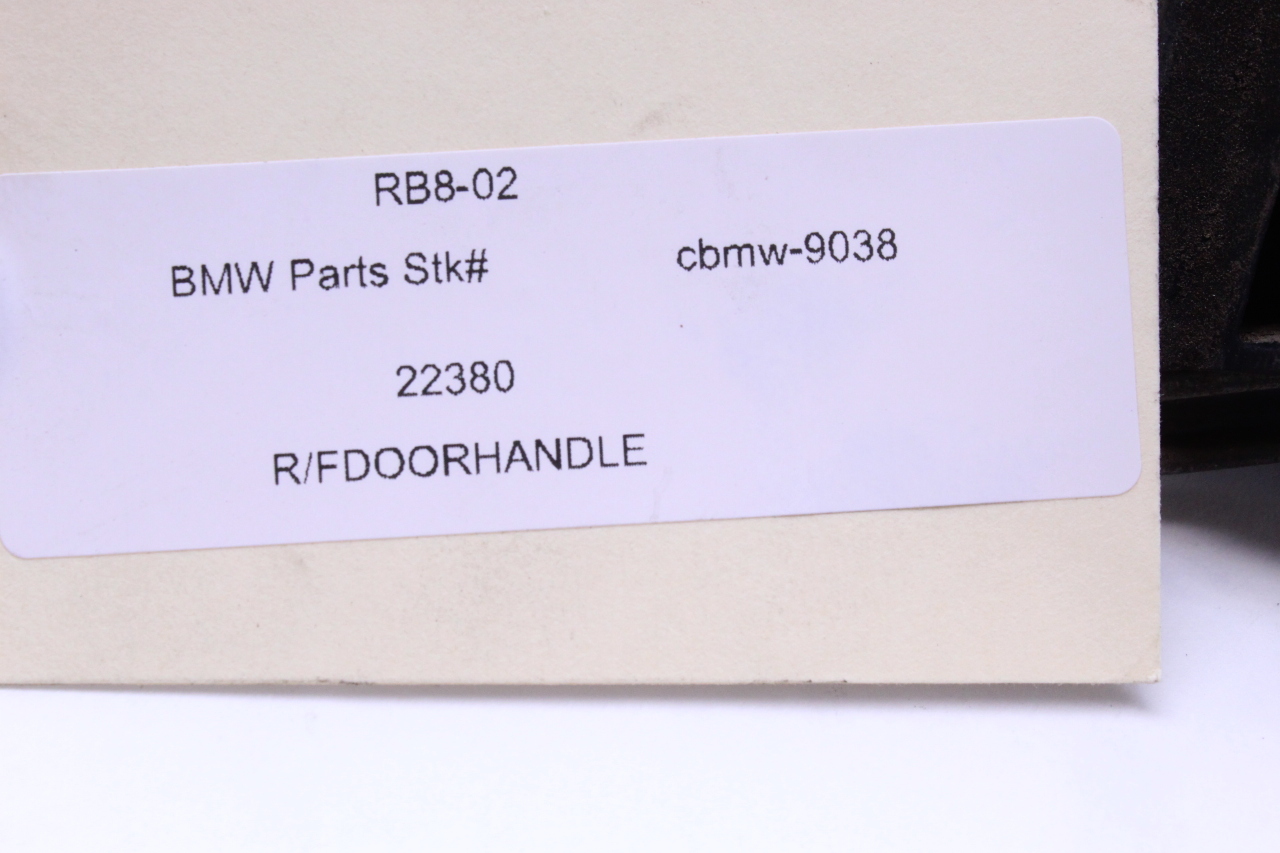 RB8-02
BMW Parts Stk# cbmw-9038
22380
R/FDOORHANDLE